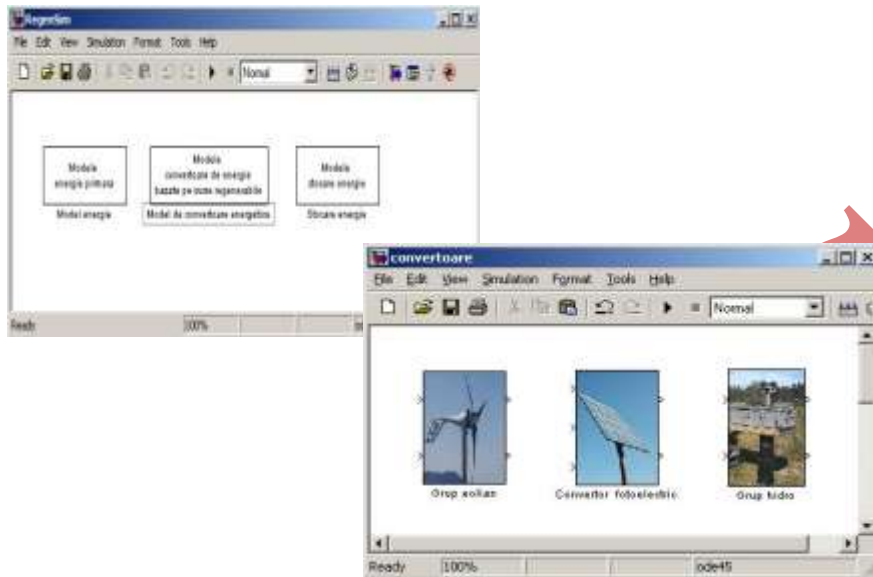 RegenSim
File Edit View Simulation Format Tools Help
Normal
Modele
energie primara
Modele
convertoare de energie
bazate pe surse regenerabile
Modele
stocare energie
Model energie
Model de convertoare energetice
Stocare energie
Ready 100%
convertoare
File Edit View Simulation Format Tools Help
Normal
Grup eolian
Convertor fotoelectric
Grup hidro
Ready 100% ode45